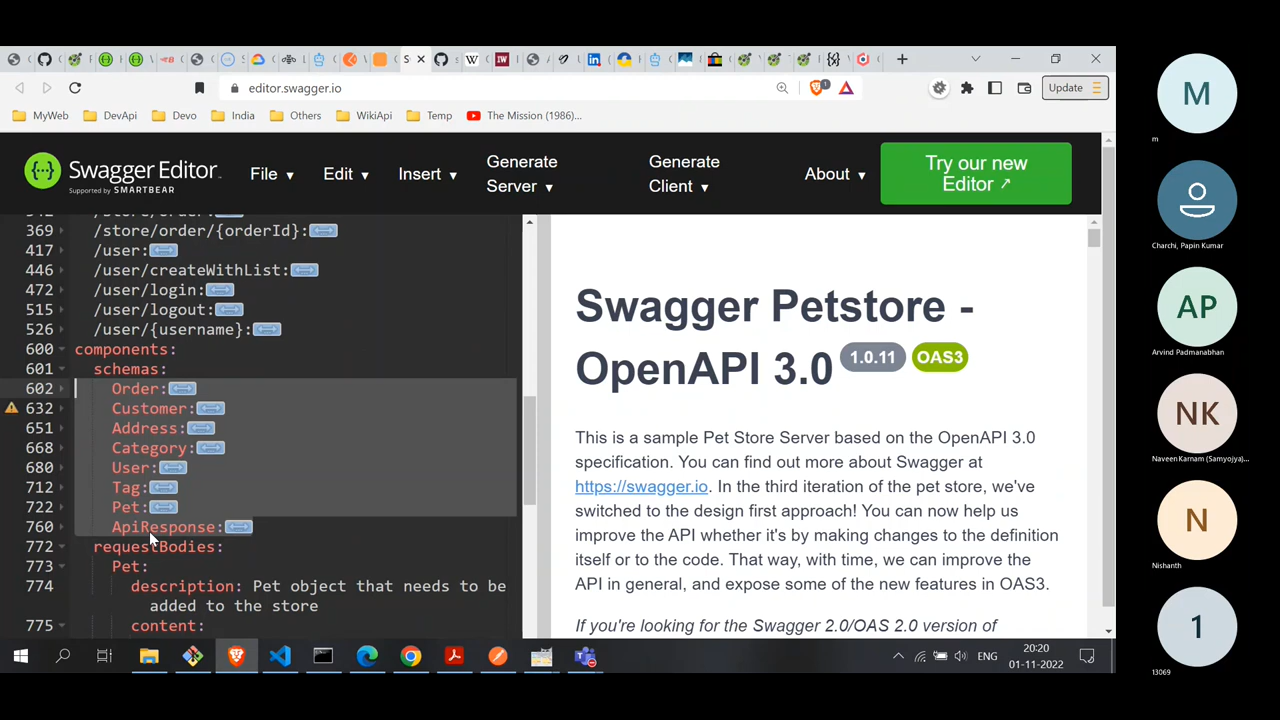 editor.swagger.io
Update
MyWeb
DevApi
Devo
India
Others
WikiApi
Temp
The Mission (1986)...
Swagger Editor
Supported by SMARTBEAR
File
Edit
Insert
Generate Server
Generate Client
About
Try our new
Editor ↗
369 /store/order/{orderId}:
417 /user:
446 /user/createWithList:
472 /user/login:
515 /user/logout:
526 /user/{username}:
600 components:
601 schemas:
602 Order:
632 Customer:
651 Address:
668 Category:
680 User:
712 Tag:
722 Pet:
760 ApiResponse:
772 requestBodies:
773 Pet:
774 description: Pet object that needs to be
added to the store
775 content:
Swagger Petstore -
OpenAPI 3.0 1.0.11 OAS3
This is a sample Pet Store Server based on the OpenAPI 3.0
specification. You can find out more about Swagger at
https://swagger.io. In the third iteration of the pet store, we've
switched to the design first approach! You can now help us
improve the API whether it's by making changes to the definition
itself or to the code. That way, with time, we can improve the
API in general, and expose some of the new features in OAS3.
If you're looking for the Swagger 2.0/OAS 2.0 version of
ENG
20:20
01-11-2022
M
m
Charchi, Papin Kumar
AP
Arvind Padmanabhan
NK
Naveen Karnam (Samyojya)...
N
Nishanth
1
13069